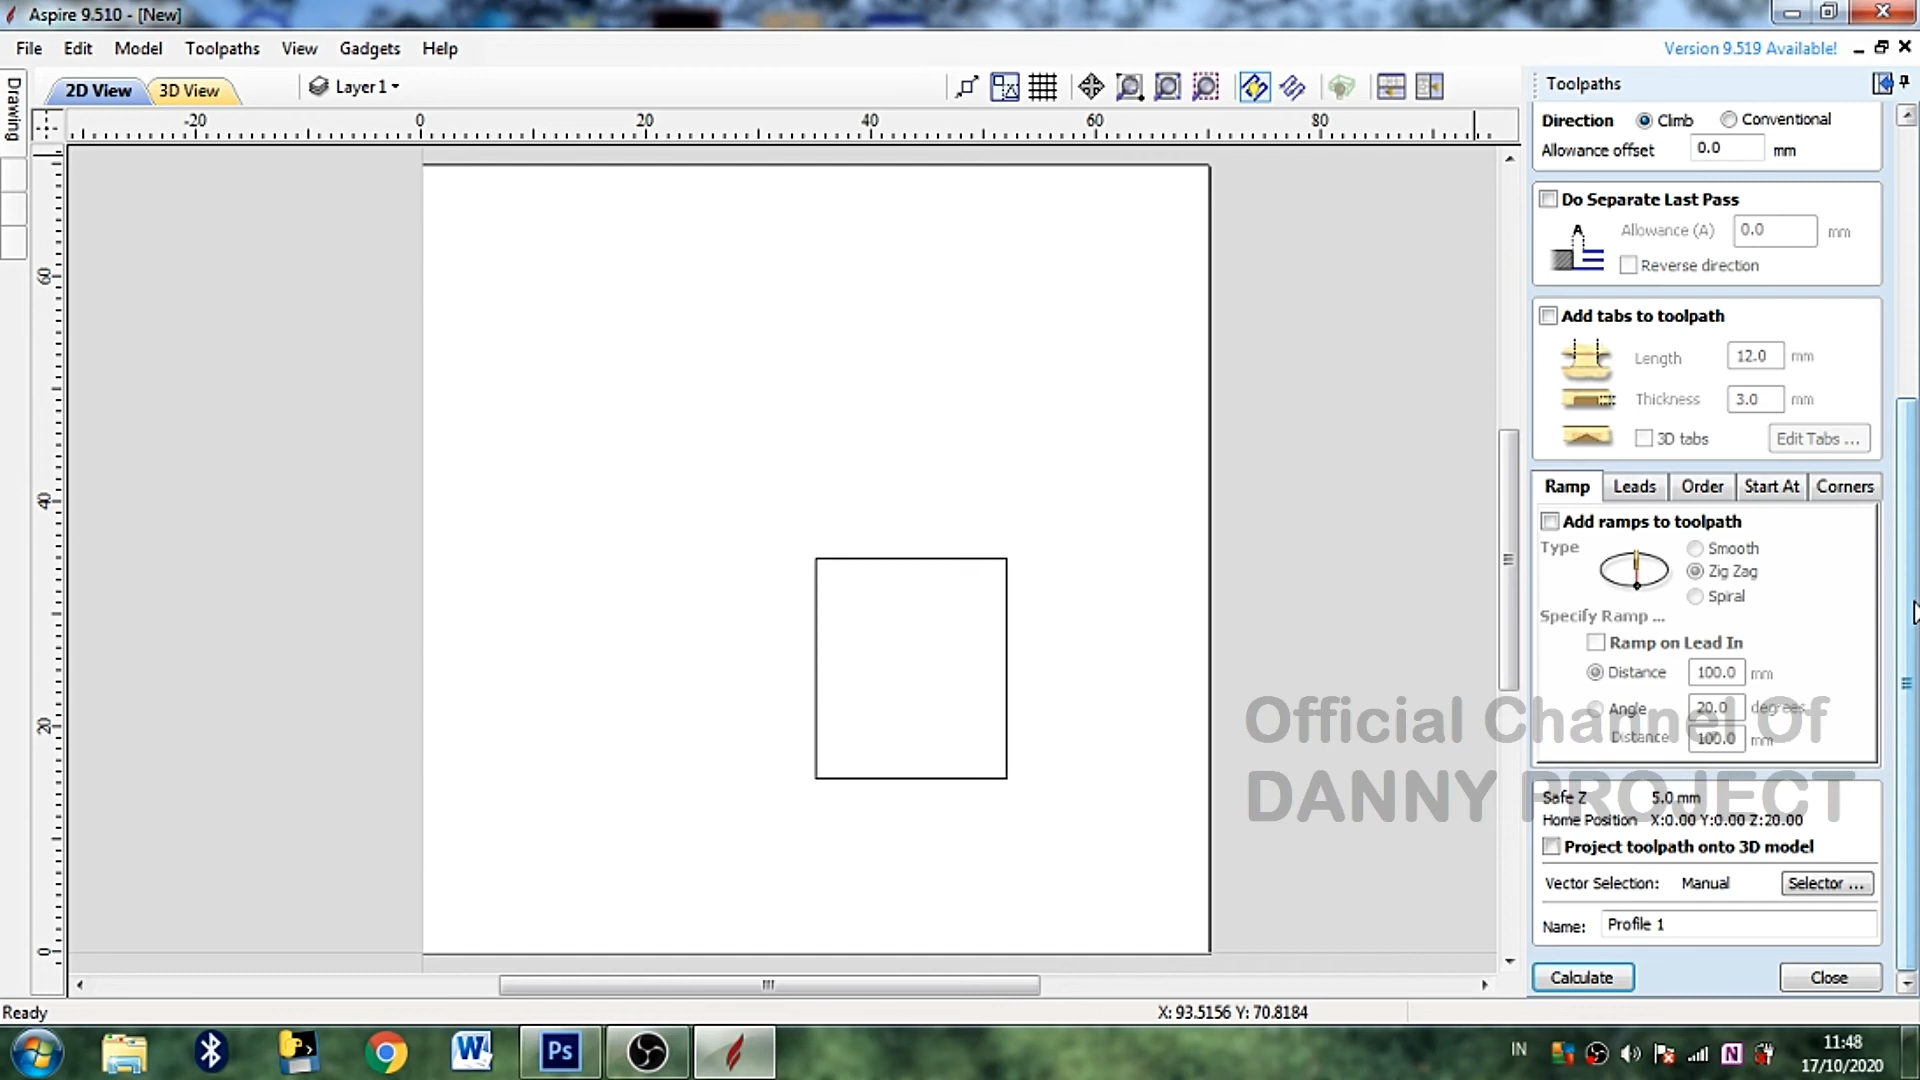 Aspire 9.510 - [New]
File Edit Model Toolpaths View Gadgets Help
Version 9.519 Available!
Drawing
2D View 3D View Layer 1
-20 0 20 40 60 80
60
40
20
0
Toolpaths
Direction Climb Conventional
Allowance offset 0.0 mm
Do Separate Last Pass
A Allowance (A) 0.0 mm
Reverse direction
Add tabs to toolpath
Length 12.0 mm
Thickness 3.0 mm
3D tabs Edit Tabs ...
Ramp Leads Order Start At Corners
Add ramps to toolpath
Type Smooth
Zig Zag
Spiral
Specify Ramp ...
Ramp on Lead In
Distance 100.0 mm
Angle 20.0 degrees
Distance 100.0 mm
Official Channel Of
DANNY PROJECT
Safe Z 5.0 mm
Home Position X:0.00 Y:0.00 Z:20.00
Project toolpath onto 3D model
Vector Selection: Manual Selector ...
Name: Profile 1
Calculate Close
Ready X: 93.5156 Y: 70.8184
W Ps IN N 11:48
17/10/2020